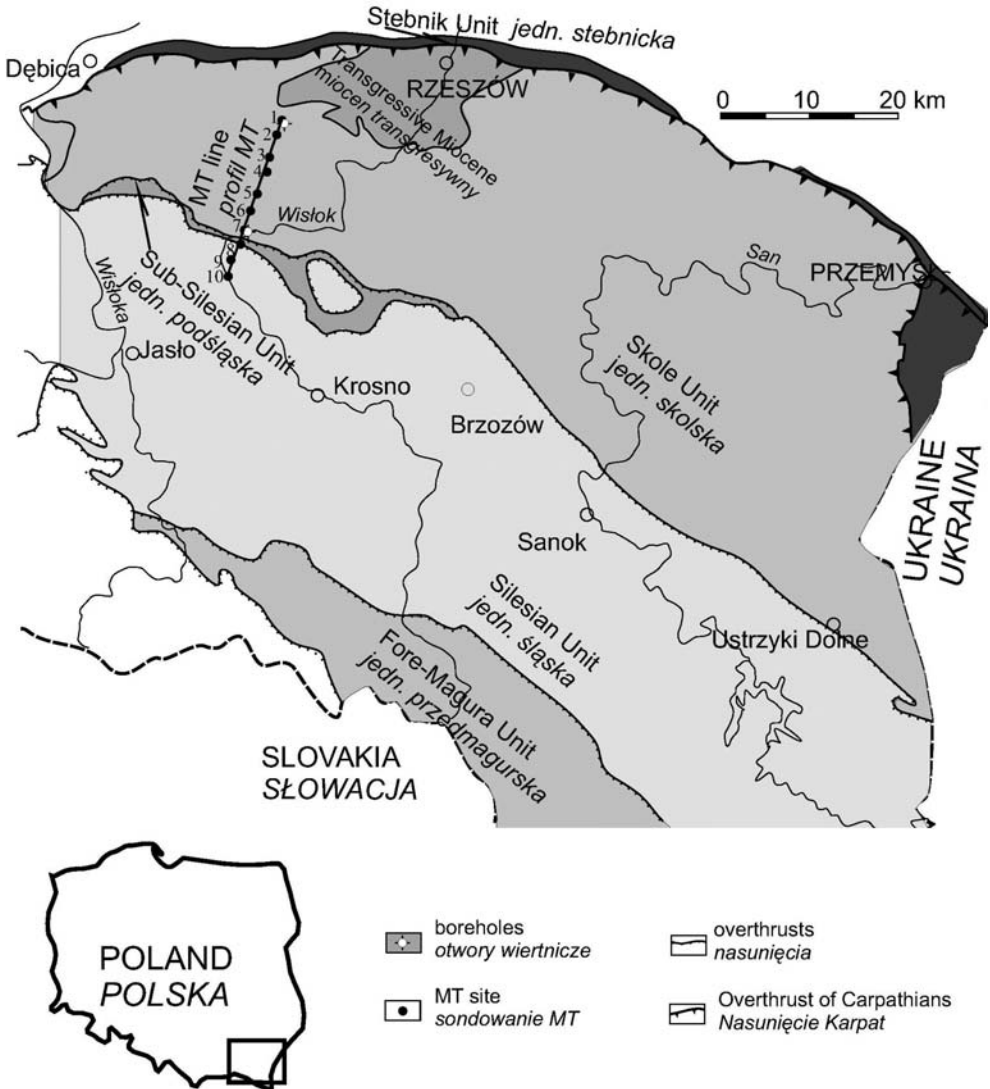 Stebnik Unit jedn. stebnicka
Dębica
RZESZÓW
Transgressive Miocene
miocen transgresywny
0 10 20 km
MT line
profil MT
1
2
3
4
5
6
7
8
9
10
Wisłok
San
PRZEMYŚL
Wisłoka
Sub-Silesian Unit
jedn. podśląska
Jasło
Krosno
Brzozów
Skole Unit
jedn. skolska
UKRAINE
UKRAINA
Sanok
Silesian Unit
jedn. śląska
Ustrzyki Dolne
Fore-Magura Unit
jedn. przedmagurska
SLOVAKIA
SŁOWACJA
POLAND
POLSKA
boreholes
otwory wiertnicze
MT site
sondowanie MT
overthrusts
nasunięcia
Overthrust of Carpathians
Nasunięcie Karpat